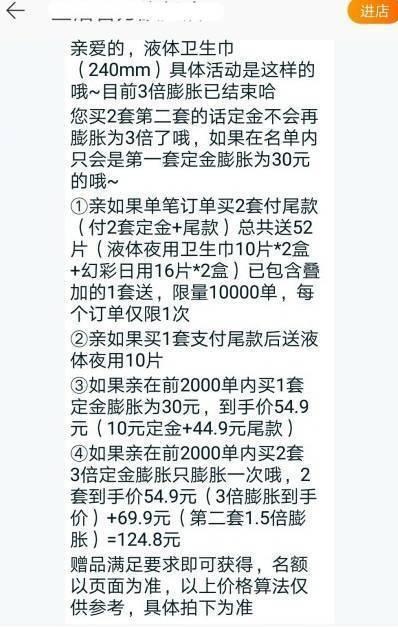 进店
亲爱的，液体卫生巾
（240mm）具体活动是这样的
哦~目前3倍膨胀已结束哈
您买2套第二套的话定金不会再
膨胀为3倍了哦，如果在名单内
只会是第一套定金膨胀为30元
的哦~
①亲如果单笔订单买2套付尾款
（付2套定金+尾款）总共送52
片（液体夜用卫生巾10片*2盒
+幻彩日用16片*2盒）已包含叠
加的1套送，限量10000单，每
个订单仅限1次
②亲如果买1套支付尾款后送液
体夜用10片
③如果亲在前2000单内买1套
定金膨胀为30元，到手价54.9
元（10元定金+44.9元尾款）
④如果亲在前2000单内买2套
3倍定金膨胀只膨胀一次哦，2
套到手价54.9元（3倍膨胀到手
价）+69.9元（第二套1.5倍膨
胀）=124.8元
赠品满足要求即可获得，名额
以页面为准，以上价格算法仅
供参考，具体拍下为准